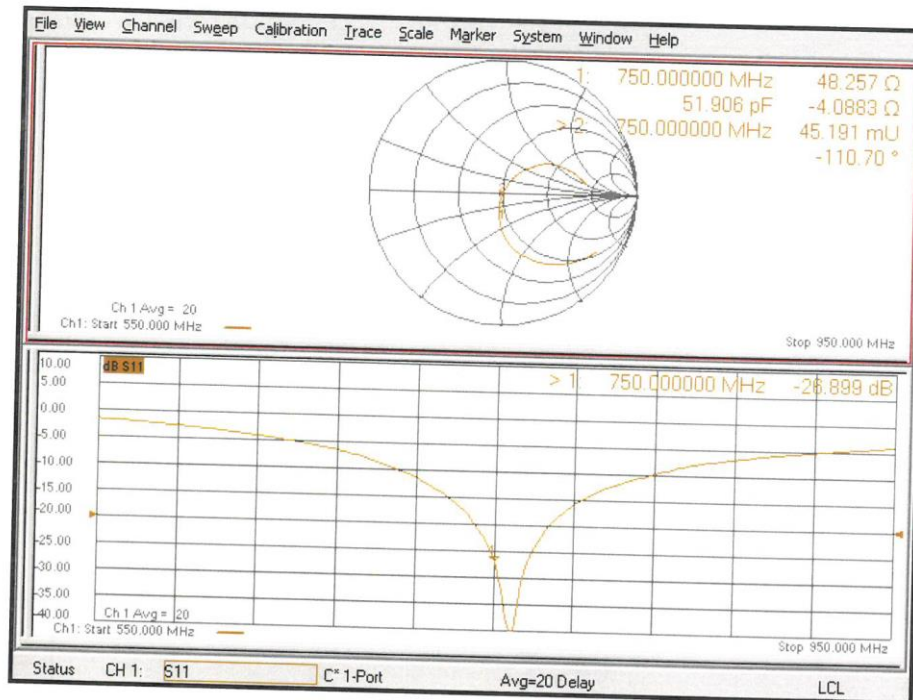 File View Channel Sweep Calibration Trace Scale Marker System Window Help
1: 750.000000 MHz 48.257 Ω
51.906 pF -4.0883 Ω
> 2: 750.000000 MHz 45.191 mU
-110.70 °
Ch 1 Avg = 20
Ch1: Start 550.000 MHz
Stop 950.000 MHz
10.00 dB S11
> 1: 750.000000 MHz -26.899 dB
5.00
0.00
-5.00
-10.00
-15.00
-20.00
-25.00
-30.00
-35.00
-40.00 Ch 1 Avg = 20
Ch1: Start 550.000 MHz
Stop 950.000 MHz
Status CH 1: S11 C* 1-Port Avg=20 Delay LCL